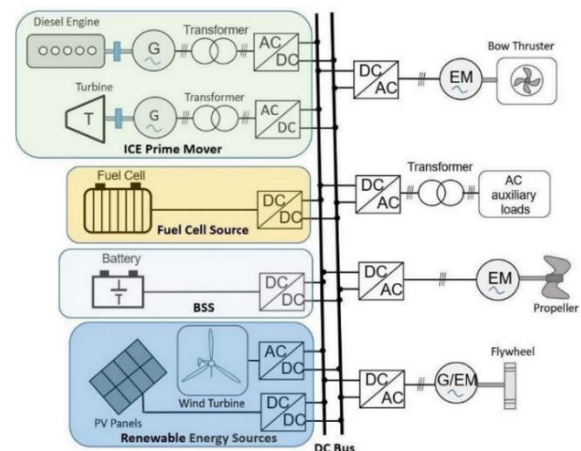 Diesel Engine
G
Transformer
AC
DC
Turbine
T
G
Transformer
AC
DC
ICE Prime Mover
Fuel Cell
DC
DC
Fuel Cell Source
Battery
DC
DC
BSS
AC
DC
Wind Turbine
PV Panels
DC
DC
Renewable Energy Sources
DC Bus
DC
AC
EM
Bow Thruster
DC
AC
Transformer
AC
auxiliary
loads
DC
AC
EM
Propeller
DC
AC
G/EM
Flywheel